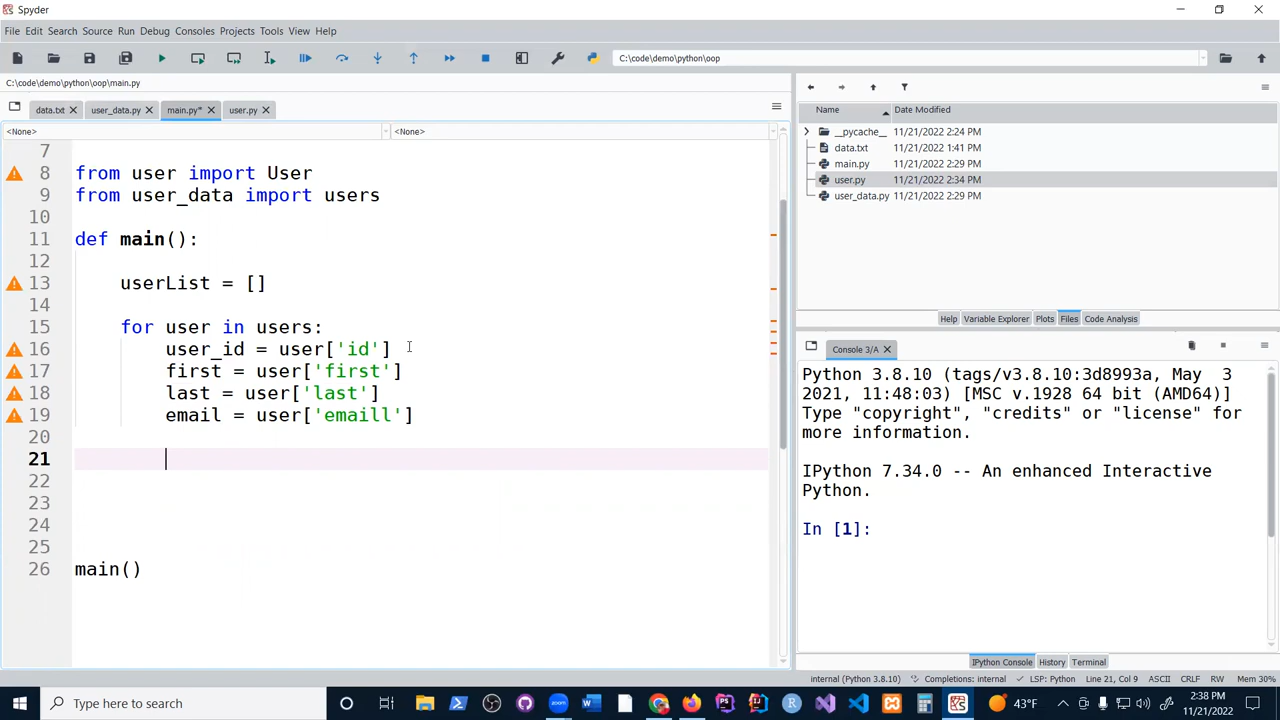 Spyder
File Edit Search Source Run Debug Consoles Projects Tools View Help
C:\code\demo\python\oop
C:\code\demo\python\oop\main.py
data.txt user_data.py main.py* user.py
<None> <None>
7
8 from user import User
9 from user_data import users
10
11 def main():
12
13 userList = []
14
15 for user in users:
16 user_id = user['id']
17 first = user['first']
18 last = user['last']
19 email = user['emaill']
20
21
22
23
24
25
26 main()
Name Date Modified
__pycache__ 11/21/2022 2:24 PM
data.txt 11/21/2022 1:41 PM
main.py 11/21/2022 2:29 PM
user.py 11/21/2022 2:34 PM
user_data.py 11/21/2022 2:29 PM
Help Variable Explorer Plots Files Code Analysis
Console 3/A
Python 3.8.10 (tags/v3.8.10:3d8993a, May 3
2021, 11:48:03) [MSC v.1928 64 bit (AMD64)]
Type "copyright", "credits" or "license" for
more information.
IPython 7.34.0 -- An enhanced Interactive
Python.
In [1]:
IPython Console History Terminal
internal (Python 3.8.10) Completions: internal LSP: Python Line 21, Col 9 ASCII CRLF RW Mem 30%
Type here to search
43°F
2:38 PM
11/21/2022